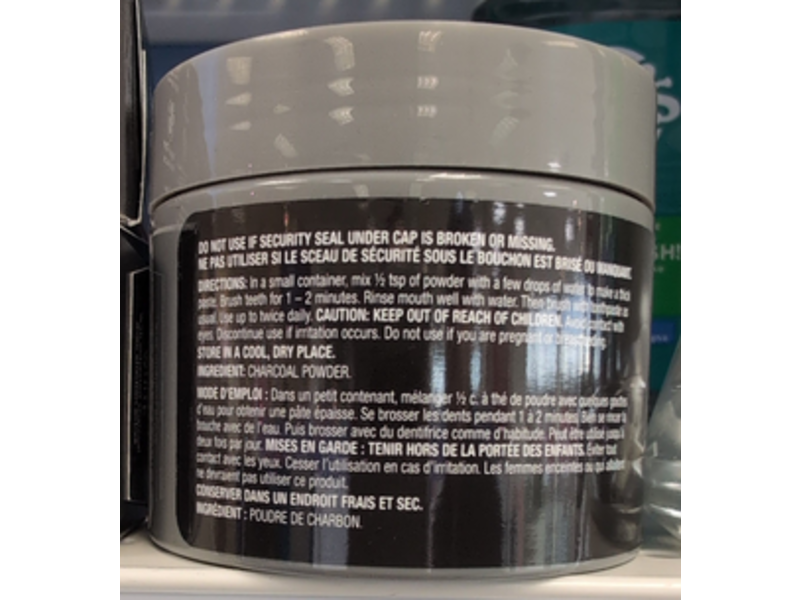 DO NOT USE IF SECURITY SEAL UNDER CAP IS BROKEN OR MISSING.
NE PAS UTILISER SI LE SCEAU DE SÉCURITÉ SOUS LE BOUCHON EST BRISÉ OU MANQUANT.
DIRECTIONS: In a small container, mix ½ tsp of powder with a few drops of water to make a thick
paste. Brush teeth for 1 – 2 minutes. Rinse mouth well with water. Then brush with toothpaste as
usual. Use up to twice daily. CAUTION: KEEP OUT OF REACH OF CHILDREN. Avoid contact with
eyes. Discontinue use if irritation occurs. Do not use if you are pregnant or breastfeeding.
STORE IN A COOL, DRY PLACE.
INGREDIENT: CHARCOAL POWDER.
MODE D'EMPLOI : Dans un petit contenant, mélanger ½ c. à thé de poudre avec quelques gouttes
d'eau pour obtenir une pâte épaisse. Se brosser les dents pendant 1 à 2 minutes. Bien se rincer la
bouche avec de l'eau. Puis brosser avec du dentifrice comme d'habitude. Peut être utilisé jusqu'à
deux fois par jour. MISES EN GARDE : TENIR HORS DE LA PORTÉE DES ENFANTS. Éviter tout
contact avec les yeux. Cesser l'utilisation en cas d'irritation. Les femmes enceintes ou qui allaitent
ne devraient pas utiliser ce produit.
CONSERVER DANS UN ENDROIT FRAIS ET SEC.
INGRÉDIENT : POUDRE DE CHARBON.